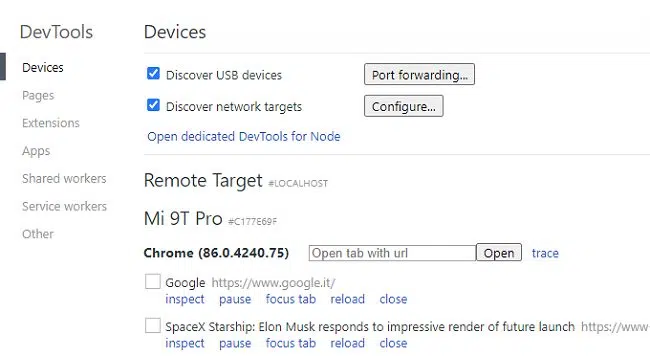 DevTools
Devices
Pages
Extensions
Apps
Shared workers
Service workers
Other
Devices
Discover USB devices Port forwarding...
Discover network targets Configure...
Open dedicated DevTools for Node
Remote Target #LOCALHOST
Mi 9T Pro #C177E69F
Chrome (86.0.4240.75) Open tab with url Open trace
Google https://www.google.it/
inspect pause focus tab reload close
SpaceX Starship: Elon Musk responds to impressive render of future launch https://www
inspect pause focus tab reload close